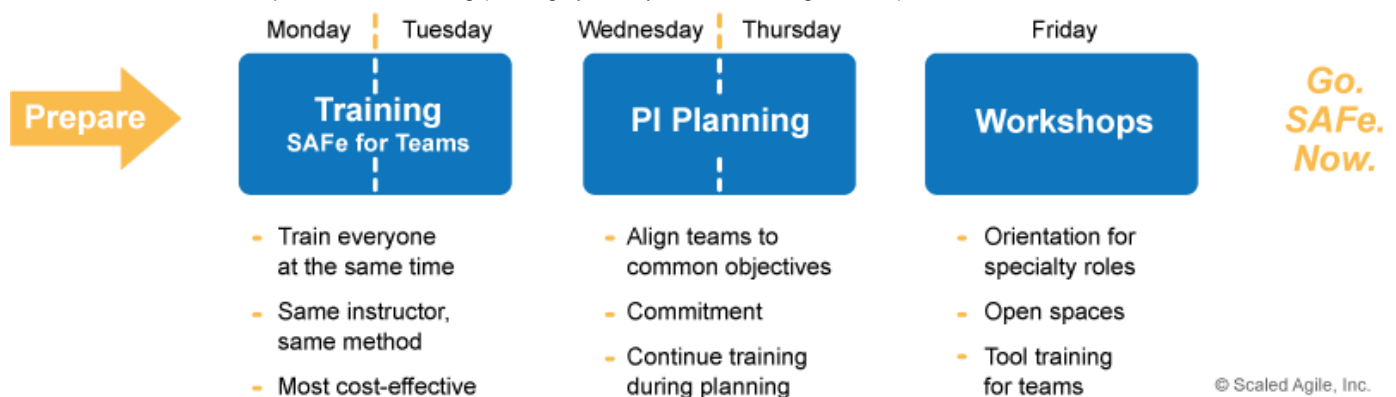 Monday
Tuesday
Wednesday
Thursday
Friday
Prepare
Training
SAFe for Teams
PI Planning
Workshops
Go.
SAFe.
Now.
- Train everyone
at the same time
- Same instructor,
same method
- Most cost-effective
- Align teams to
common objectives
- Commitment
- Continue training
during planning
- Orientation for
specialty roles
- Open spaces
- Tool training
for teams
© Scaled Agile, Inc.